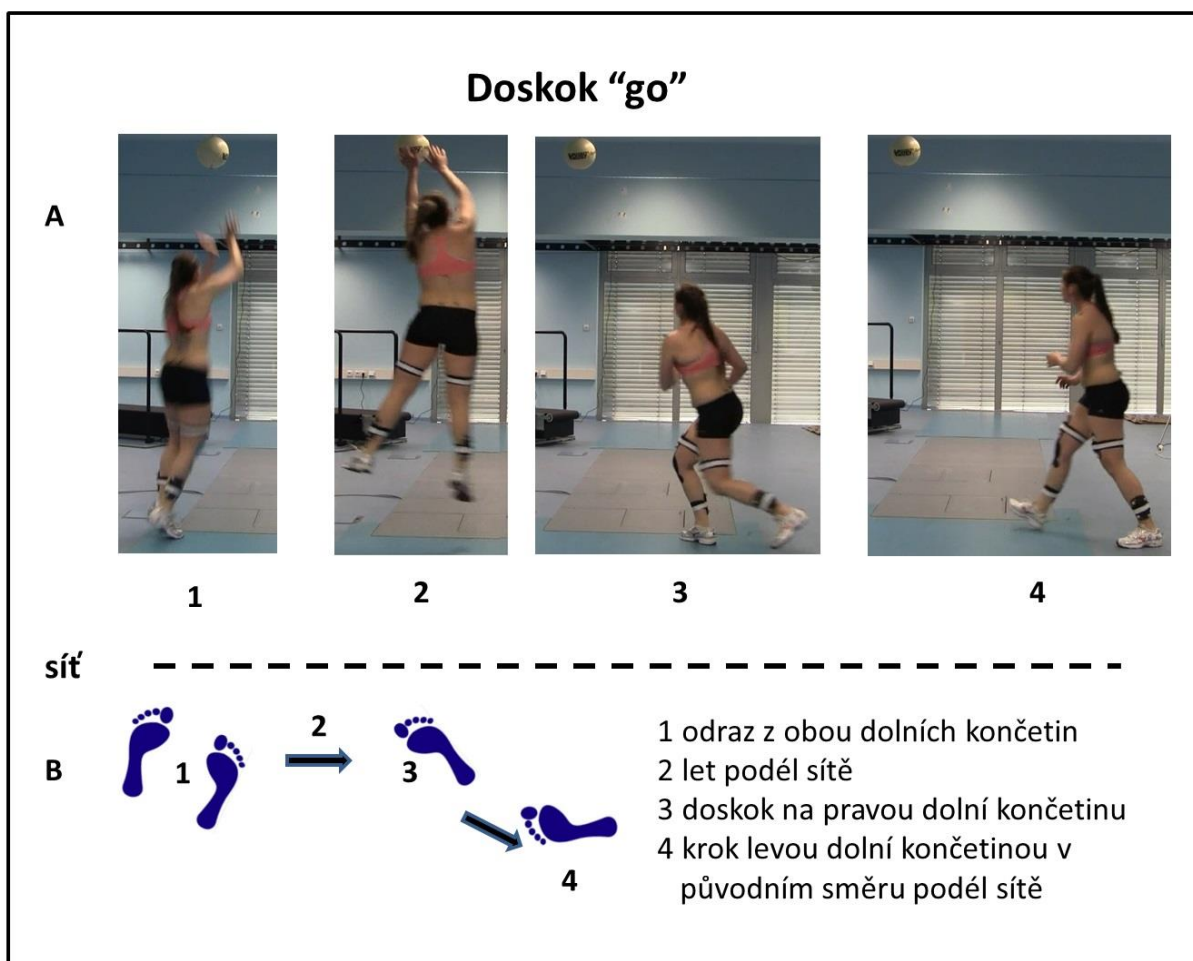 Doskok “go”
A
1
2
3
4
síť
B
1
2
3
4
1 odraz z obou dolních končetin
2 let podél sítě
3 doskok na pravou dolní končetinu
4 krok levou dolní končetinou v
původním směru podél sítě